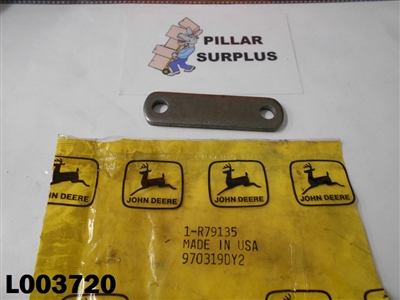 PILLAR
SURPLUS
JOHN DEERE
JOHN DEERE
JOHN DEERE
JOHN DEERE
1-R79135
MADE IN USA
970319DY2
L003720